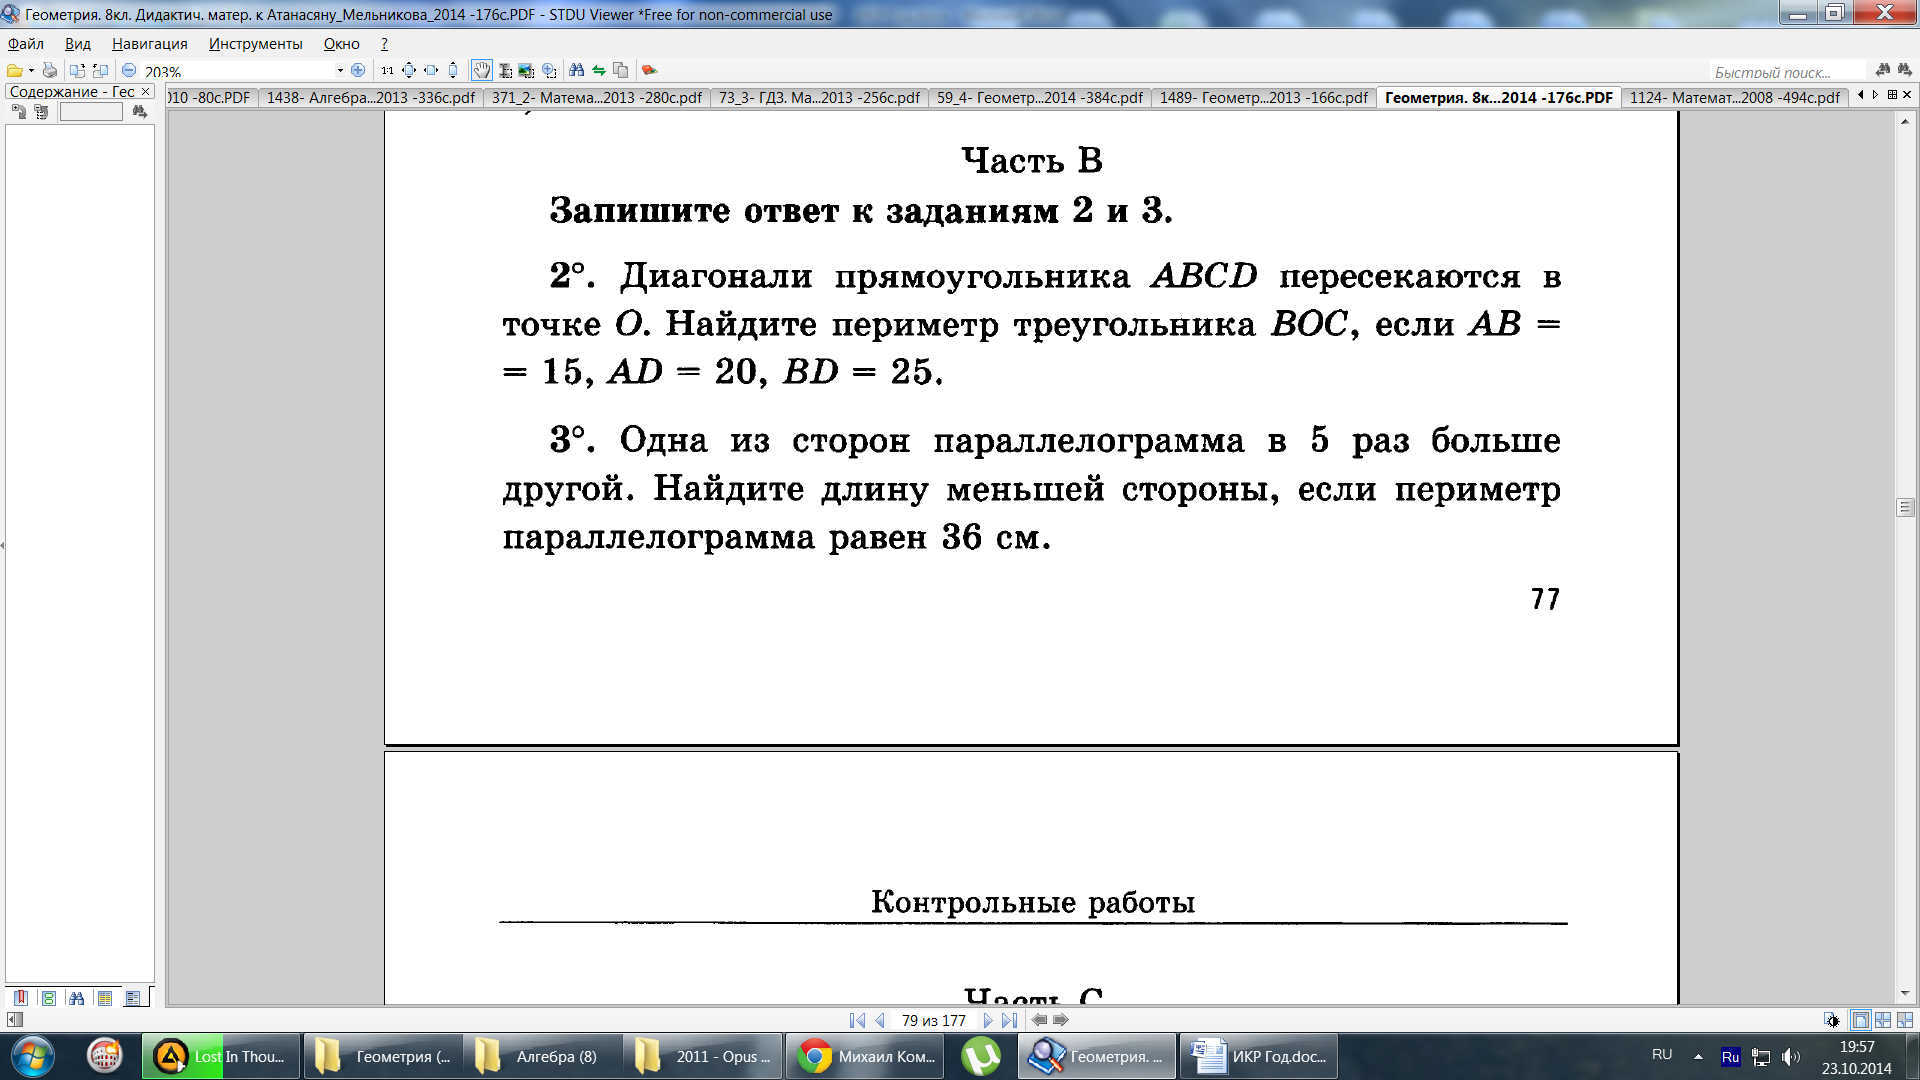 Геометрия. 8кл. Дидактич. матер. к Атанасяну_Мельникова_2014 -176с.PDF - STDU Viewer *Free for non-commercial use
Файл Вид Навигация Инструменты Окно ?
203% 1:1 Быстрый поиск...
Содержание - Гес
010 -80с.PDF 1438- Алгебра...2013 -336с.pdf 371_2- Матема...2013 -280с.pdf 73_3- ГДЗ. Ма...2013 -256с.pdf 59_4- Геометр...2014 -384с.pdf 1489- Геометр...2013 -166с.pdf Геометрия. 8к...2014 -176с.PDF 1124- Математ...2008 -494с.pdf
Часть В
Запишите ответ к заданиям 2 и 3.
2°. Диагонали прямоугольника ABCD пересекаются в
точке O. Найдите периметр треугольника BOC, если AB =
= 15, AD = 20, BD = 25.
3°. Одна из сторон параллелограмма в 5 раз больше
другой. Найдите длину меньшей стороны, если периметр
параллелограмма равен 36 см.
77
Контрольные работы
Часть С
79 из 177
Lost In Thou... Геометрия (... Алгебра (8) 2011 - Opus ... Михаил Ком... Геометрия. ... ИКР Год.doc... RU Ru 19:57
23.10.2014